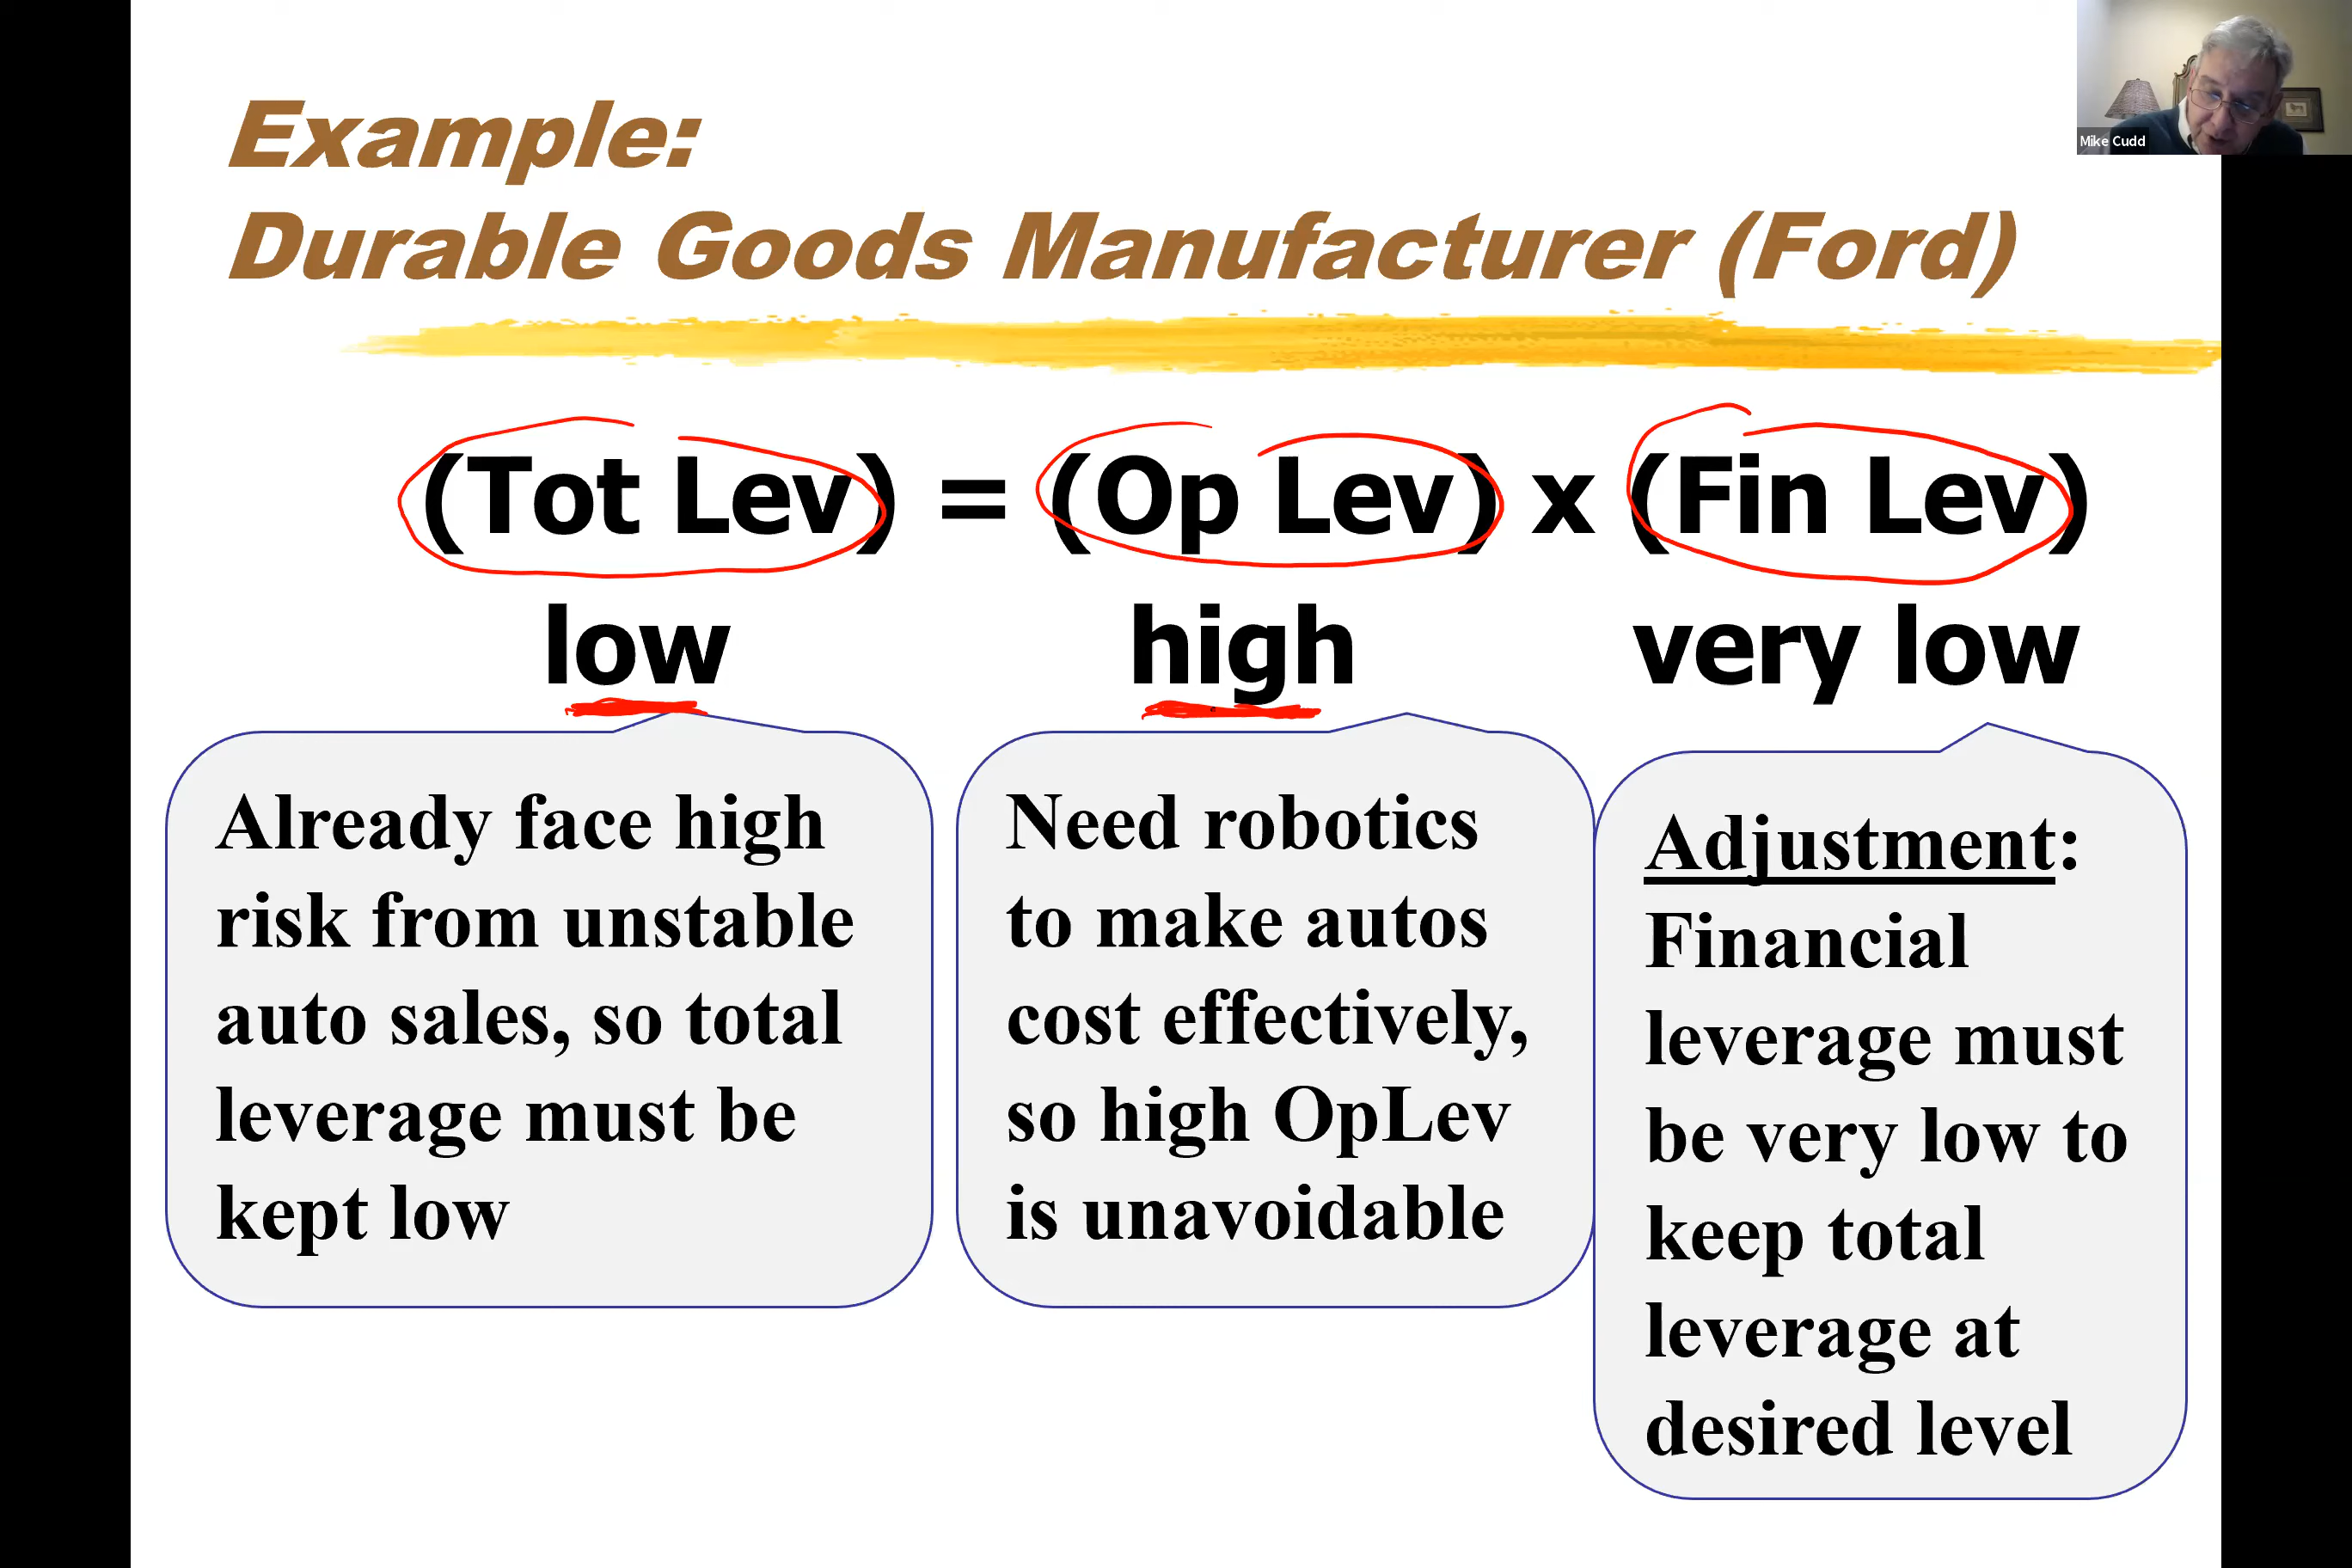 Mike Cudd
Example:
Durable Goods Manufacturer (Ford)
(Tot Lev) = (Op Lev) x (Fin Lev)
low high very low
Already face high
risk from unstable
auto sales, so total
leverage must be
kept low
Need robotics
to make autos
cost effectively,
so high OpLev
is unavoidable
Adjustment:
Financial
leverage must
be very low to
keep total
leverage at
desired level